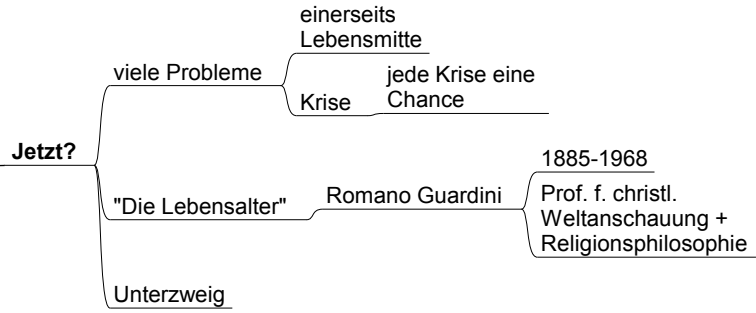 Jetzt?
viele Probleme
einerseits
Lebensmitte
Krise
jede Krise eine
Chance
"Die Lebensalter"
Romano Guardini
1885-1968
Prof. f. christl.
Weltanschauung +
Religionsphilosophie
Unterzweig